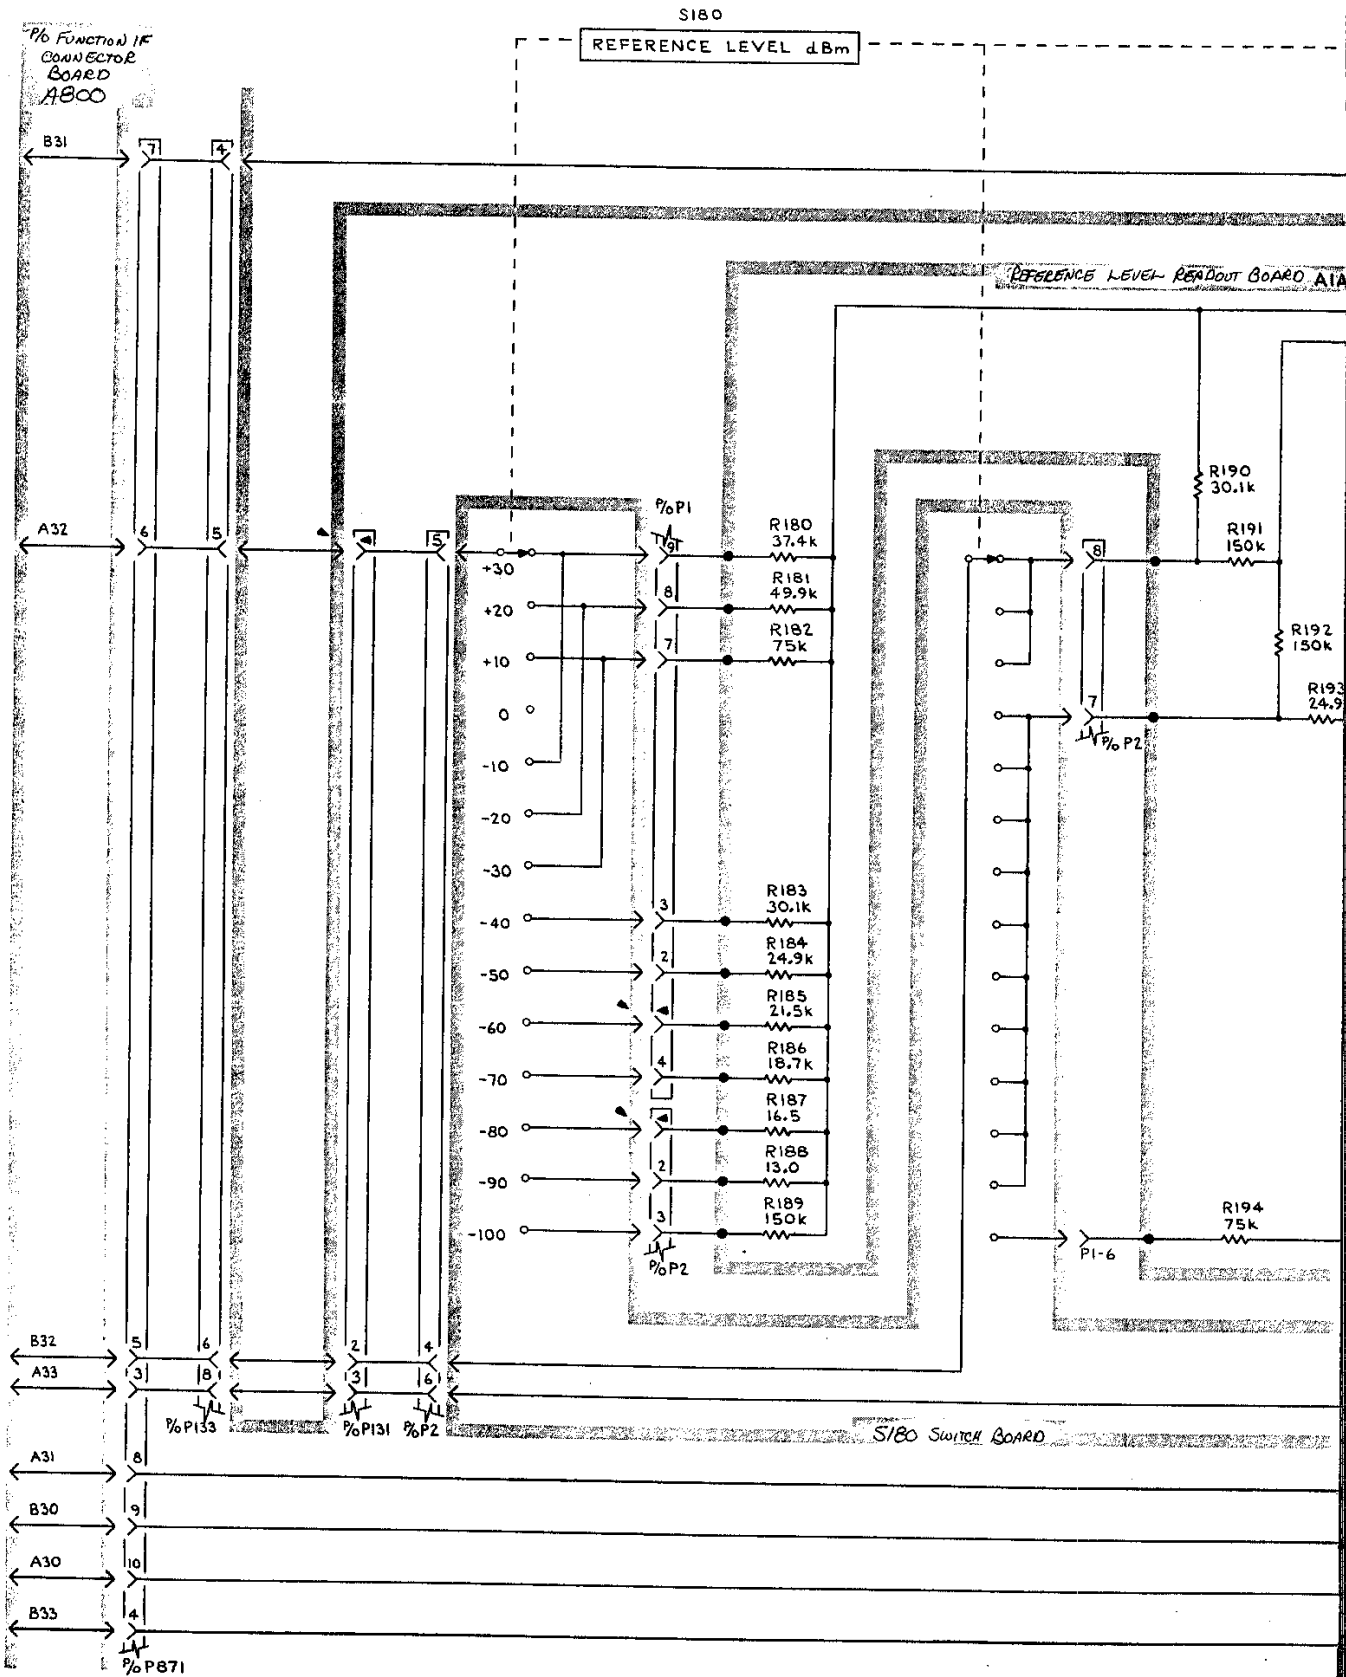 S180
REFERENCE LEVEL dBm
P/O FUNCTION IF
CONNECTOR
BOARD
A800
B31
7
4
REFERENCE LEVEL READOUT BOARD A1A
A32
6
5
5
P/O P1
+30
9
R180
37.4k
+20
8
R181
49.9k
+10
7
R182
75k
0
-10
-20
-30
8
R190
30.1k
R191
150k
R192
150k
7
P/O P2
R193
24.9
-40
3
R183
30.1k
-50
2
R184
24.9k
-60
R185
21.5k
-70
4
R186
18.7k
-80
R187
16.5
-90
2
R188
13.0
-100
3
R189
150k
P/O P2
P1-6
R194
75k
B32
5
6
2
4
A33
3
8
3
6
P/O P133
P/O P131
P/O P2
S180 SWITCH BOARD
A31
8
B30
9
A30
10
B33
4
P/O P871